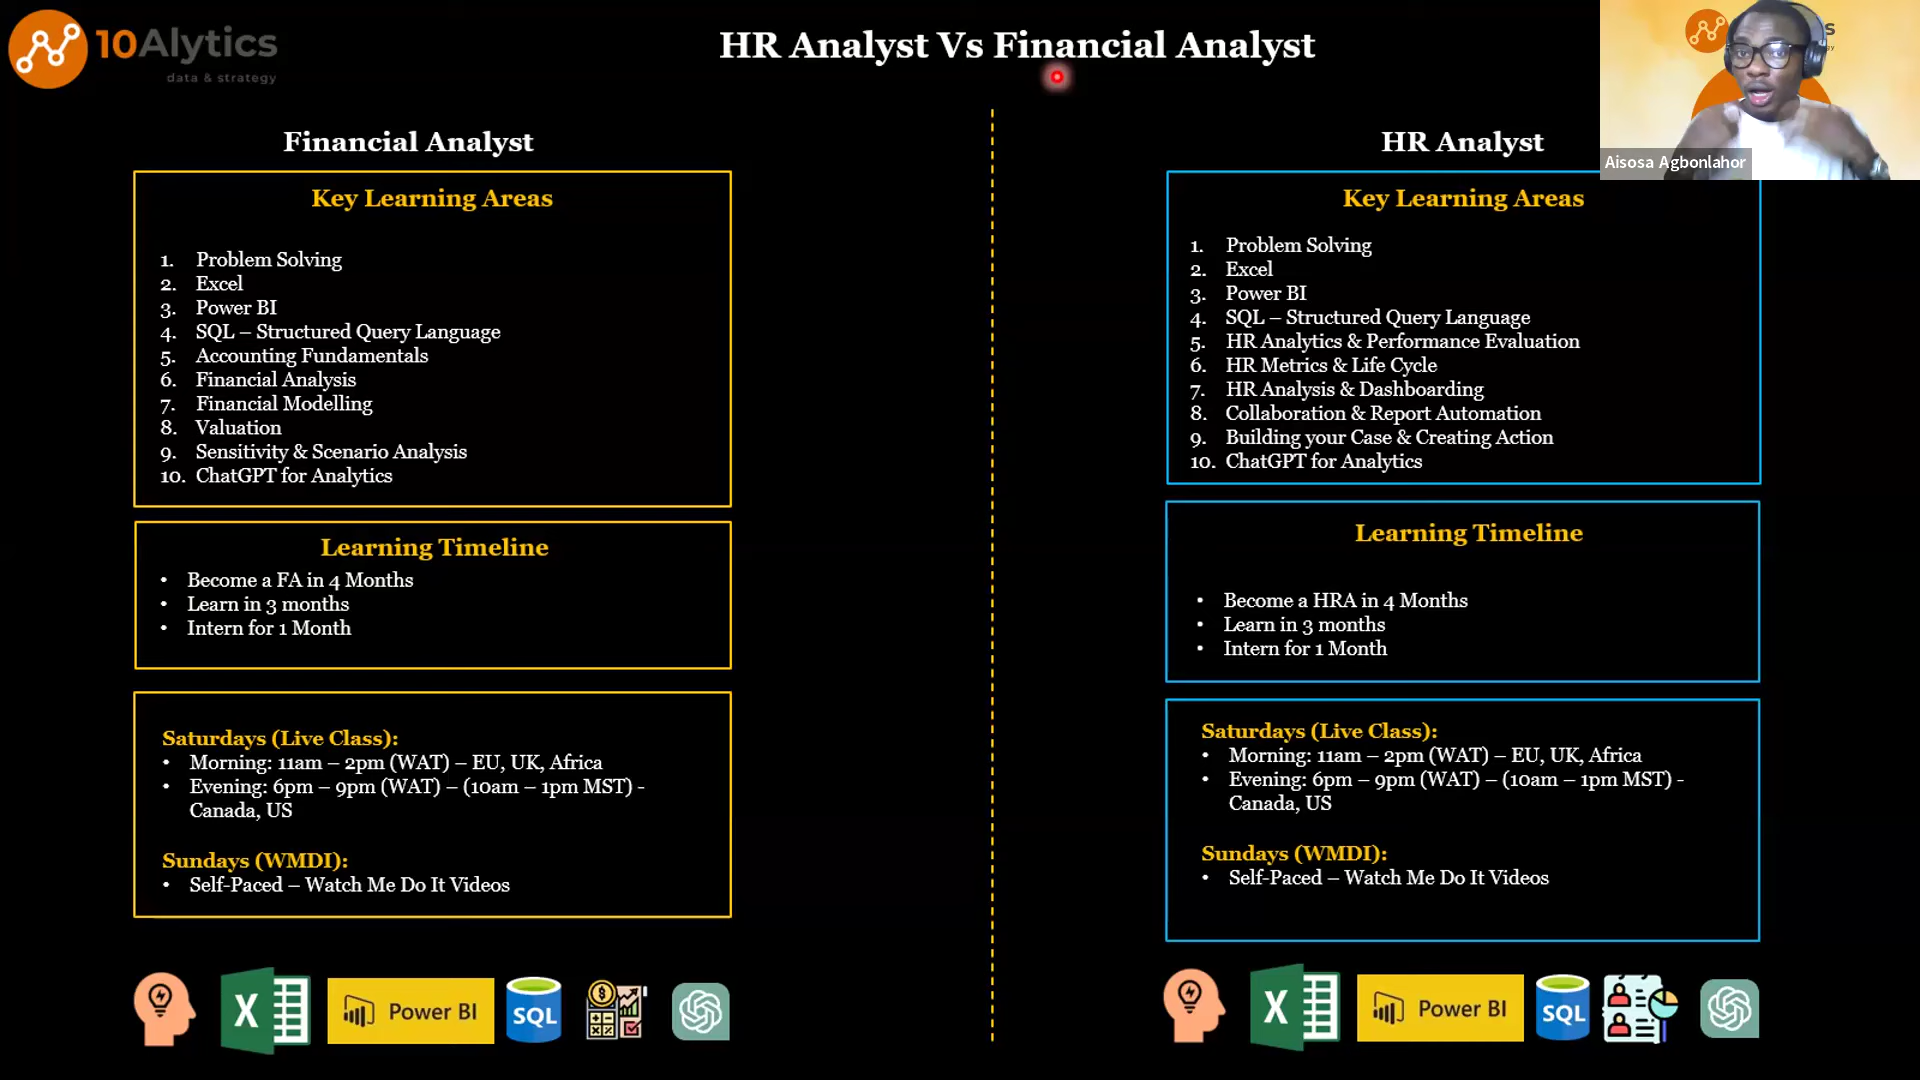 10Alytics
data & strategy
HR Analyst Vs Financial Analyst
Aisosa Agbonlahor
Financial Analyst
Key Learning Areas
1. Problem Solving
2. Excel
3. Power BI
4. SQL – Structured Query Language
5. Accounting Fundamentals
6. Financial Analysis
7. Financial Modelling
8. Valuation
9. Sensitivity & Scenario Analysis
10. ChatGPT for Analytics
Learning Timeline
• Become a FA in 4 Months
• Learn in 3 months
• Intern for 1 Month
Saturdays (Live Class):
• Morning: 11am – 2pm (WAT) – EU, UK, Africa
• Evening: 6pm – 9pm (WAT) – (10am – 1pm MST) -
Canada, US
Sundays (WMDI):
• Self-Paced – Watch Me Do It Videos
X
Power BI
SQL
HR Analyst
Key Learning Areas
1. Problem Solving
2. Excel
3. Power BI
4. SQL – Structured Query Language
5. HR Analytics & Performance Evaluation
6. HR Metrics & Life Cycle
7. HR Analysis & Dashboarding
8. Collaboration & Report Automation
9. Building your Case & Creating Action
10. ChatGPT for Analytics
Learning Timeline
• Become a HRA in 4 Months
• Learn in 3 months
• Intern for 1 Month
Saturdays (Live Class):
• Morning: 11am – 2pm (WAT) – EU, UK, Africa
• Evening: 6pm – 9pm (WAT) – (10am – 1pm MST) -
Canada, US
Sundays (WMDI):
• Self-Paced – Watch Me Do It Videos
X
Power BI
SQL